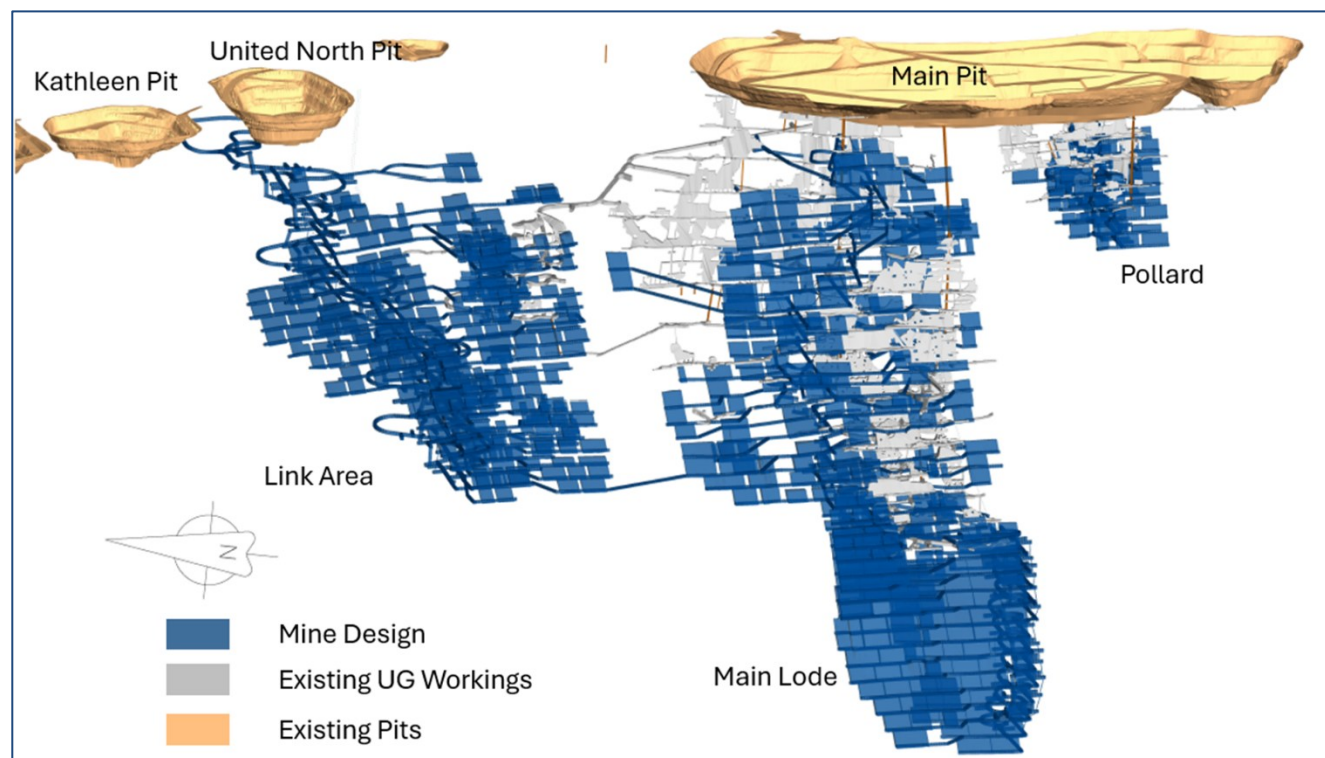 United North Pit
Kathleen Pit
Main Pit
Pollard
Link Area
N
Mine Design
Existing UG Workings
Main Lode
Existing Pits